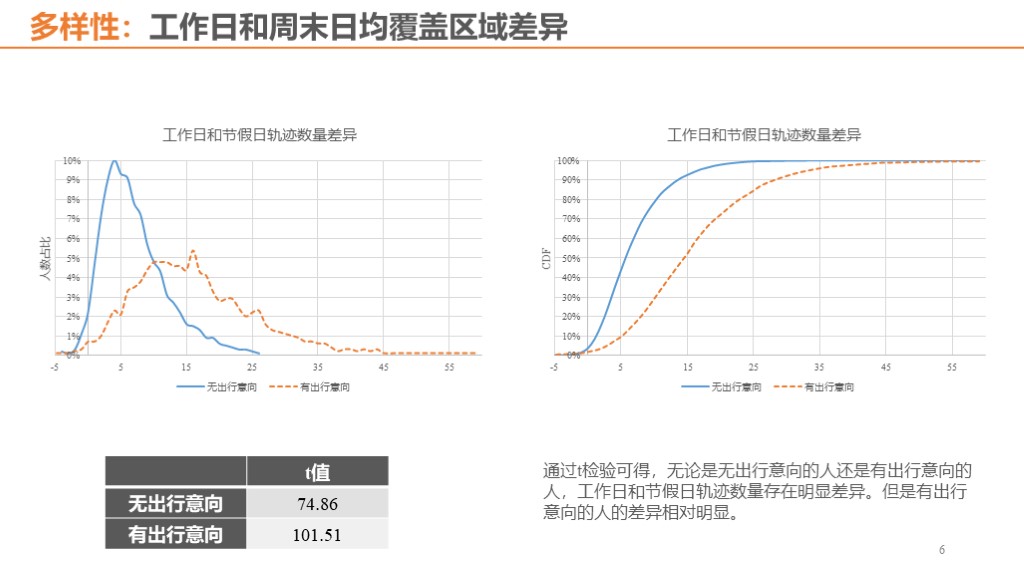 多样性：工作日和周末日均覆盖区域差异
工作日和节假日轨迹数量差异
人数占比
10%
9%
8%
7%
6%
5%
4%
3%
2%
1%
0%
-5 5 15 25 35 45 55
无出行意向 有出行意向
工作日和节假日轨迹数量差异
CDF
100%
90%
80%
70%
60%
50%
40%
30%
20%
10%
0%
-5 5 15 25 35 45 55
无出行意向 有出行意向
t值
无出行意向 74.86
有出行意向 101.51
通过t检验可得，无论是无出行意向的人还是有出行意向的
人，工作日和节假日轨迹数量存在明显差异。但是有出行
意向的人的差异相对明显。
6